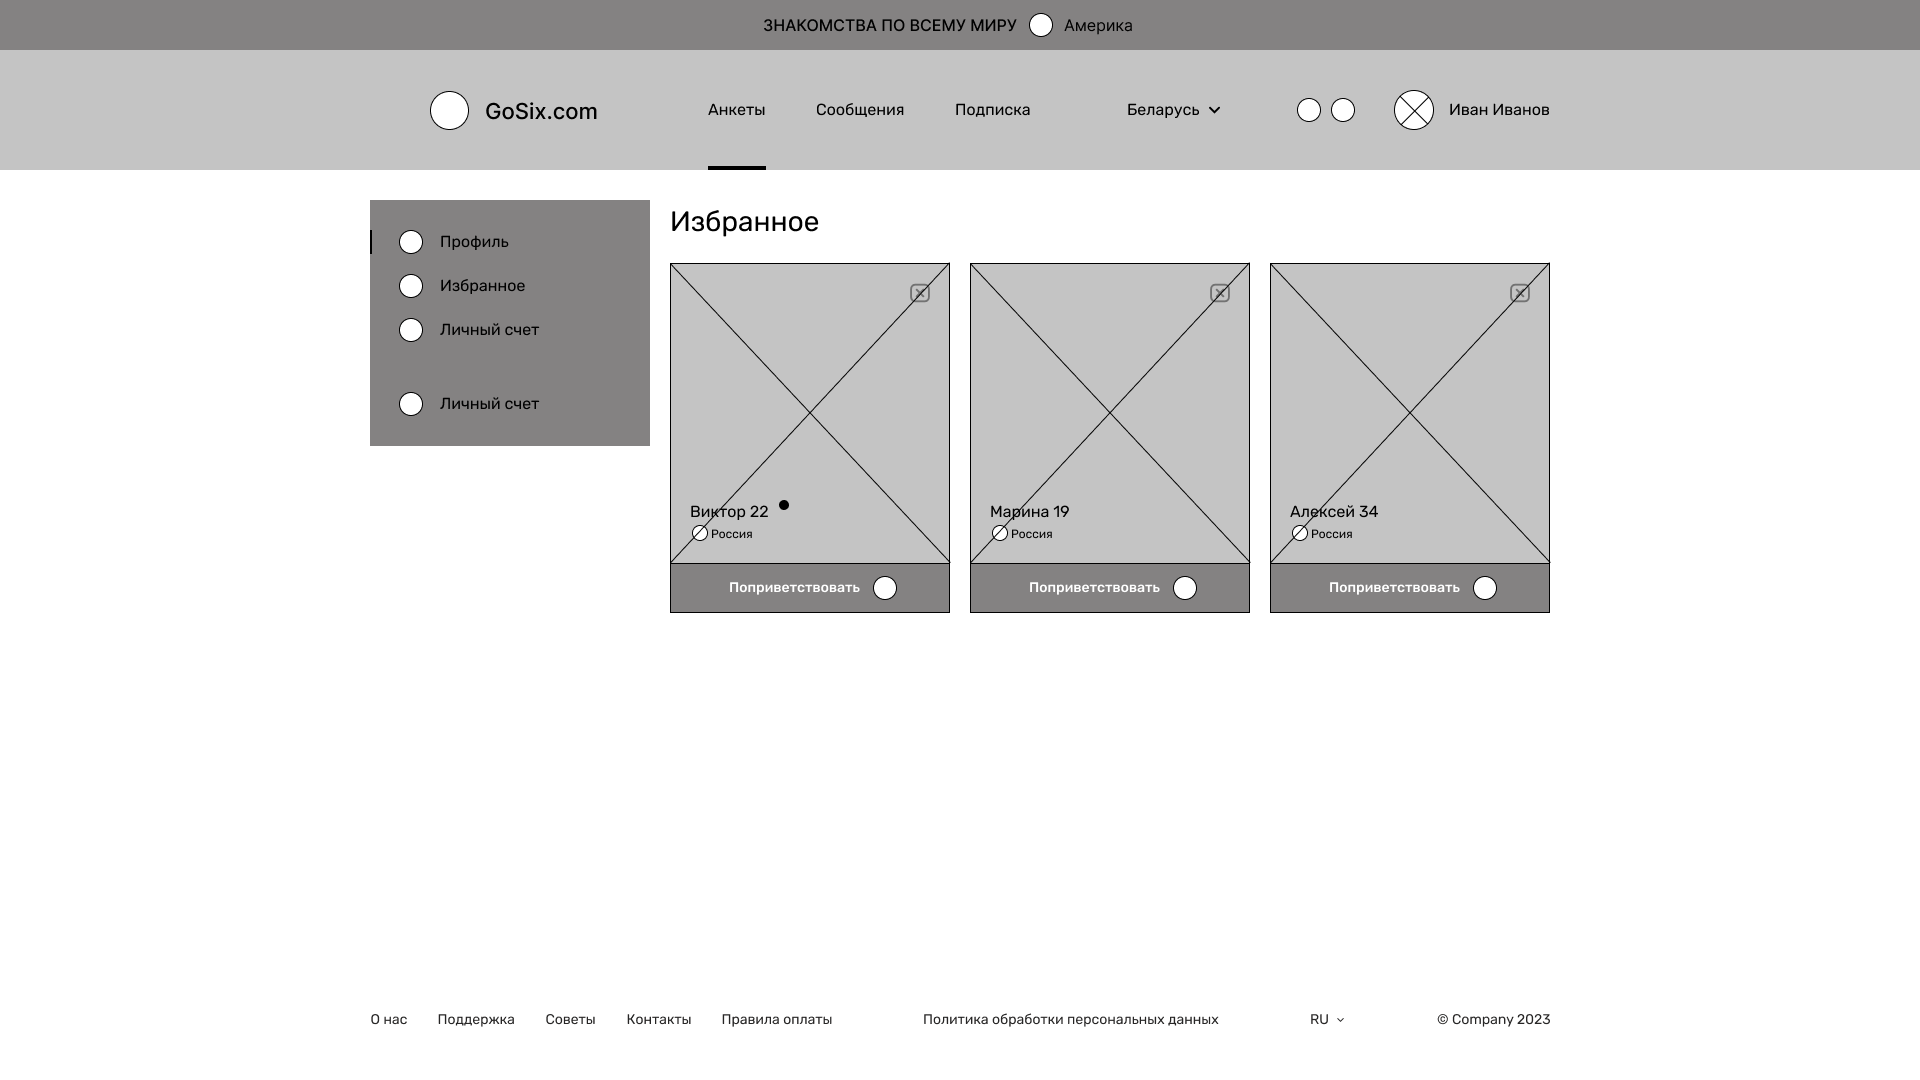 ЗНАКОМСТВА ПО ВСЕМУ МИРУ Америка
GoSix.com Анкеты Сообщения Подписка Беларусь Иван Иванов
Профиль
Избранное
Личный счет
Личный счет
Избранное
Виктор 22
Россия
Поприветствовать
Марина 19
Россия
Поприветствовать
Алексей 34
Россия
Поприветствовать
О нас Поддержка Советы Контакты Правила оплаты Политика обработки персональных данных RU © Company 2023